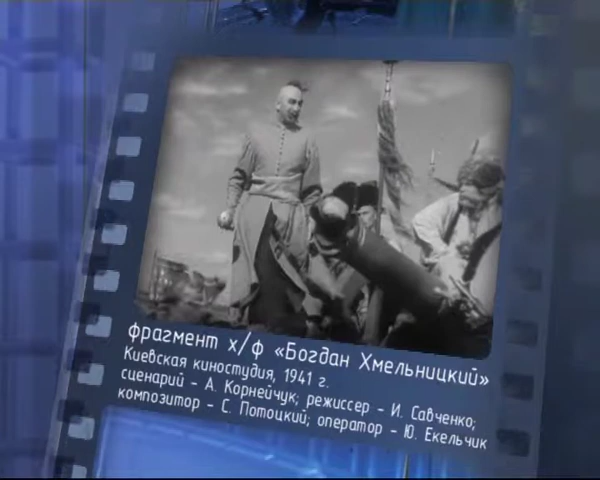 фрагмент х/ф «Богдан Хмельницкий»
Киевская киностудия, 1941 г.
сценарий - А. Корнейчук; режиссер - И. Савченко;
композитор - С. Потоцкий; оператор - Ю. Екельчик